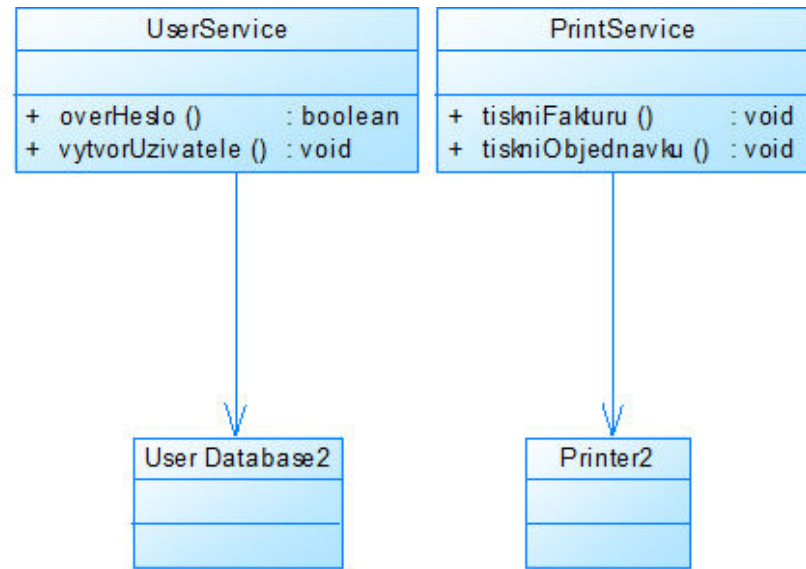 UserService
+ overHeslo () : boolean
+ vytvorUzivatele () : void
PrintService
+ tiskniFakturu () : void
+ tiskniObjednavku () : void
User Database2
Printer2